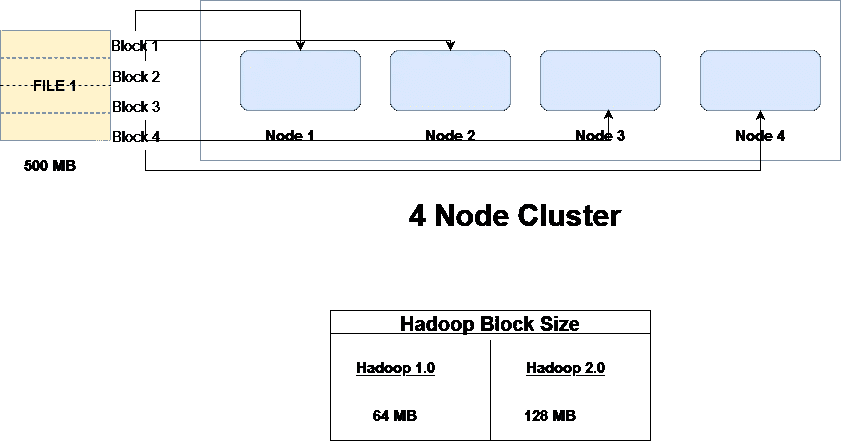 Block 1
Block 2
FILE 1
Block 3
Block 4
500 MB
Node 1
Node 2
Node 3
Node 4
4 Node Cluster
Hadoop Block Size
Hadoop 1.0
Hadoop 2.0
64 MB
128 MB